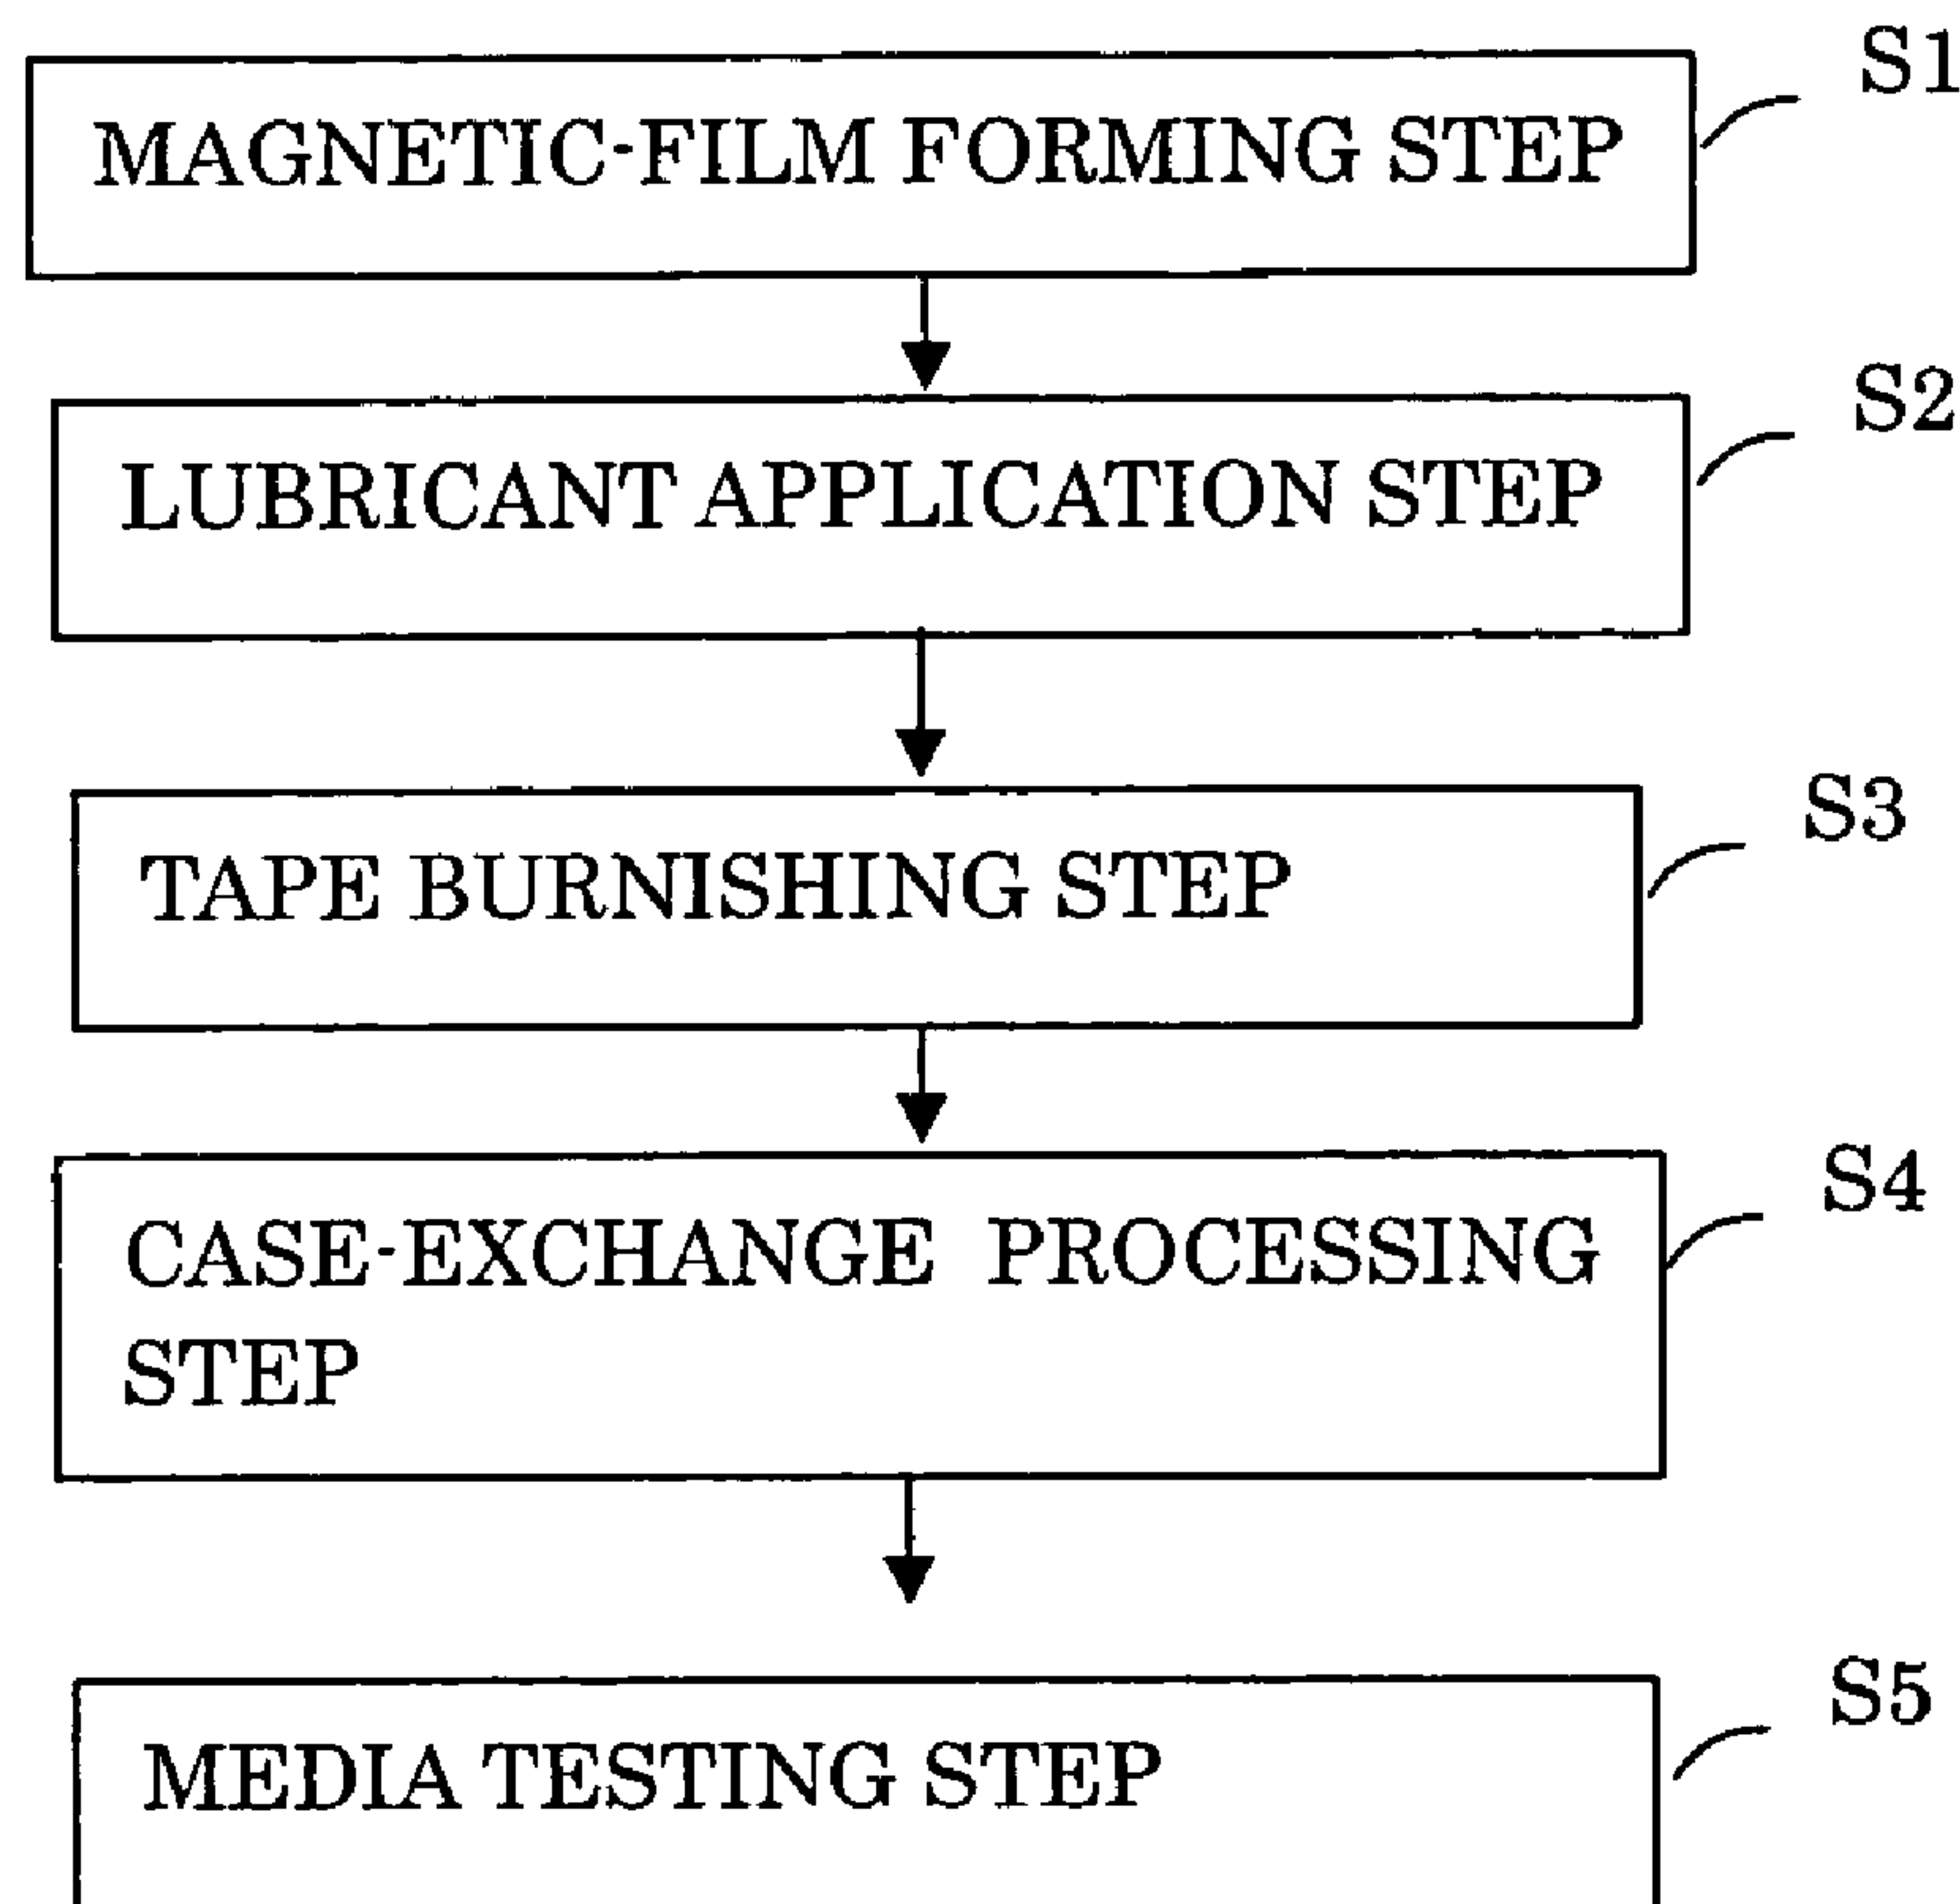 S1
MAGNETIC-FILM FORMING STEP
S2
LUBRICANT APPLICATION STEP
S3
TAPE BURNISHING STEP
S4
CASE-EXCHANGE PROCESSING
STEP
S5
MEDIA TESTING STEP